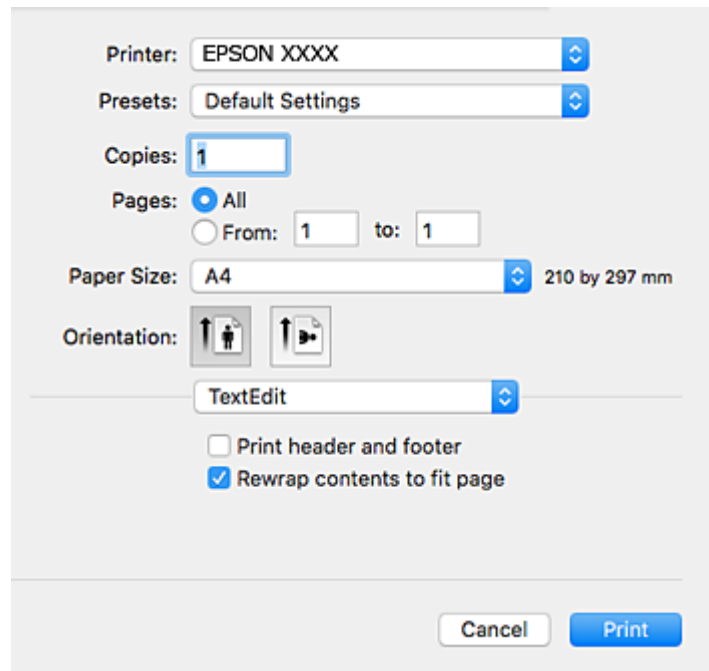 Printer: EPSON XXXX
Presets: Default Settings
Copies: 1
Pages: All
From: 1 to: 1
Paper Size: A4 210 by 297 mm
Orientation:
TextEdit
Print header and footer
Rewrap contents to fit page
Cancel Print